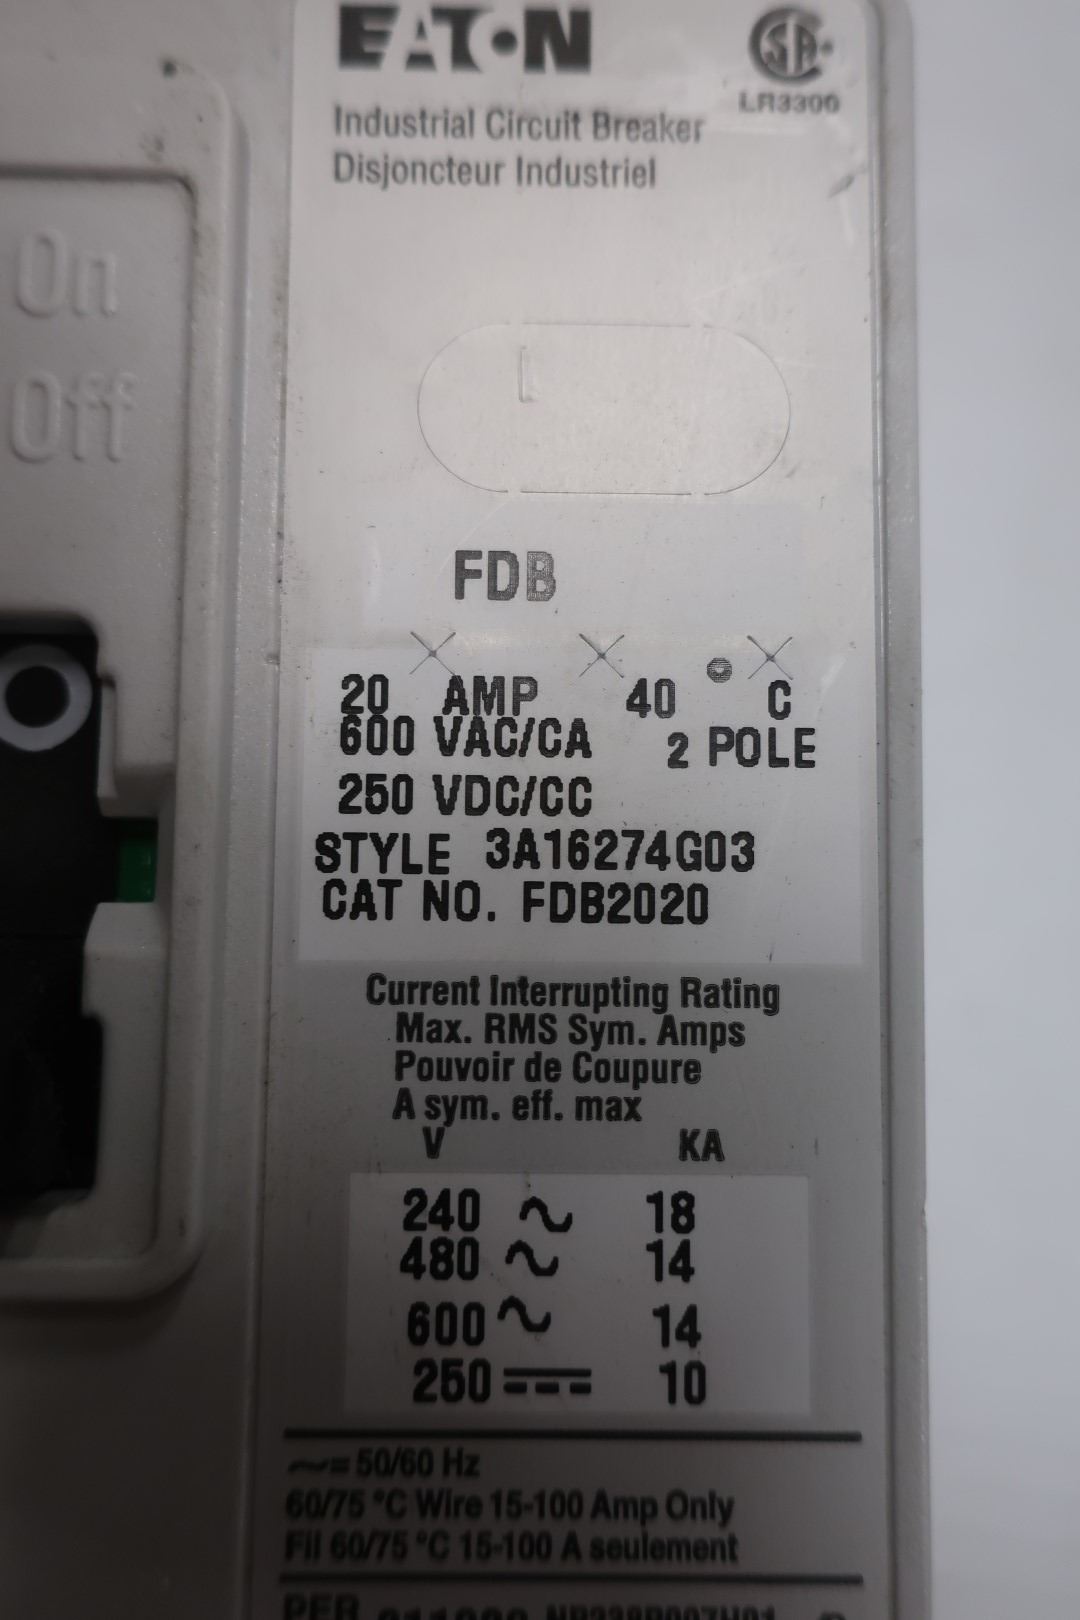 EATON
LR3300
Industrial Circuit Breaker
Disjoncteur Industriel
On
Off
FDB
20 AMP 40 ° C
600 VAC/CA 2 POLE
250 VDC/CC
STYLE 3A16274G03
CAT NO. FDB2020
Current Interrupting Rating
Max. RMS Sym. Amps
Pouvoir de Coupure
A sym. eff. max
V KA
240 ~ 18
480 ~ 14
600 ~ 14
250 ⎓ 10
~= 50/60 Hz
60/75 °C Wire 15-100 Amp Only
Fil 60/75 °C 15-100 A seulement
PER